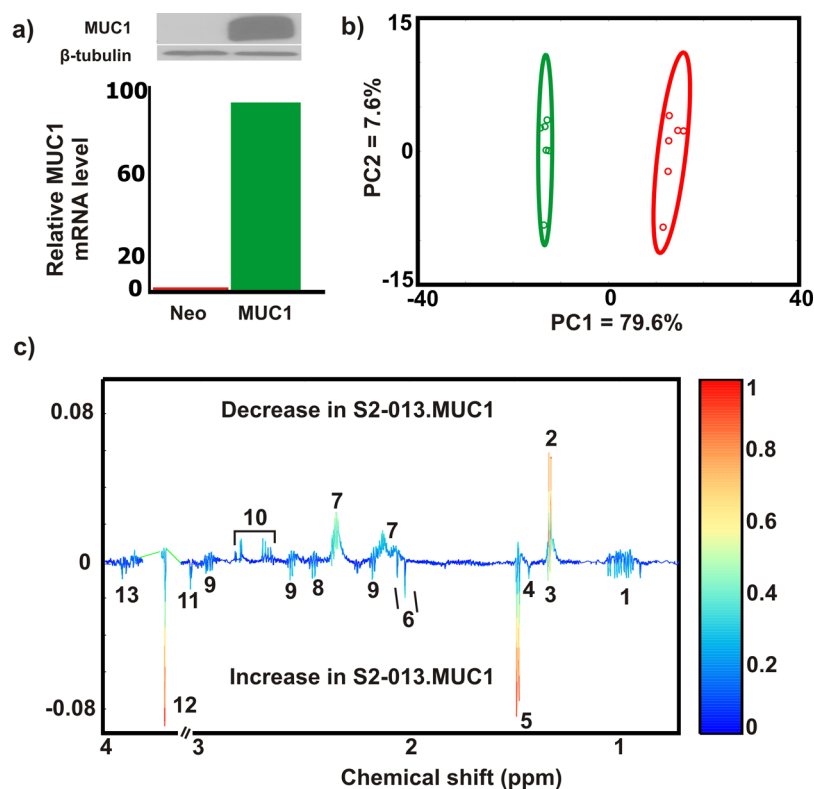 a)
MUC1
β-tubulin
Relative MUC1
mRNA level
100
60
20
0
Neo MUC1
b)
PC2 = 7.6%
15
0
-15
-40 0 40
PC1 = 79.6%
c)
Decrease in S2-013.MUC1
Increase in S2-013.MUC1
0.08
0
-0.08
2
7
7
10
13 11 9 9 8 9 6 4 3 1
12
5
4 // 3 2 1
Chemical shift (ppm)
1
0.8
0.6
0.4
0.2
0